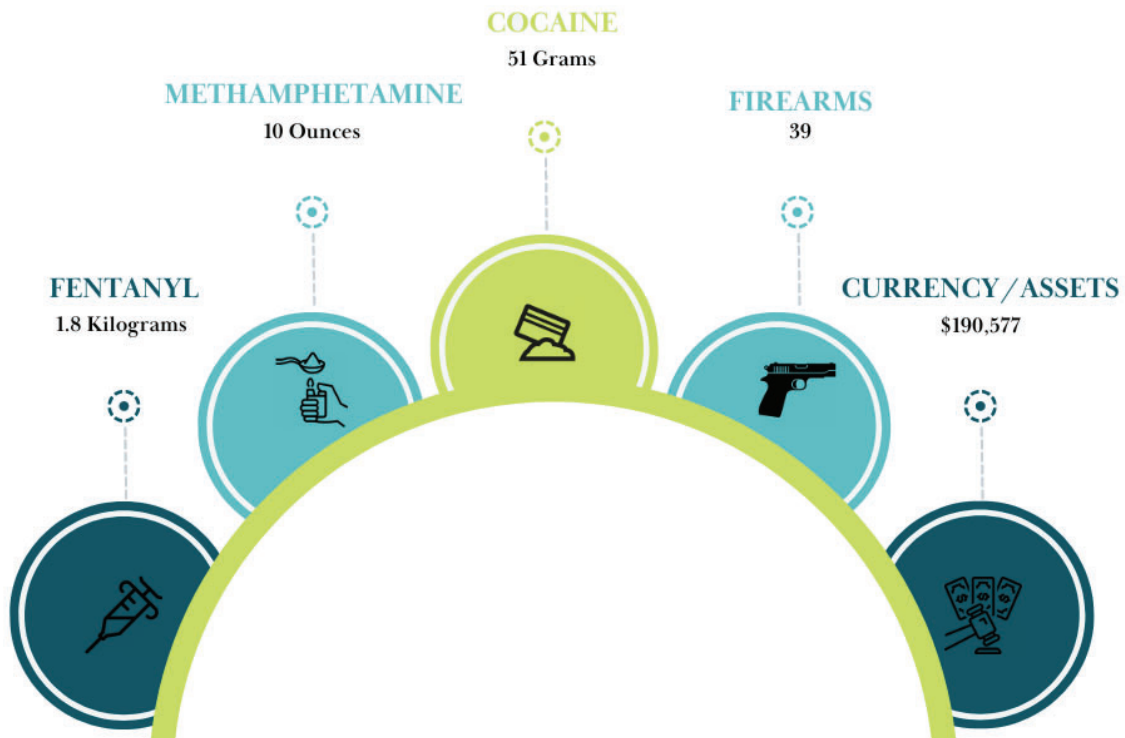 COCAINE
51 Grams
METHAMPHETAMINE
10 Ounces
FIREARMS
39
FENTANYL
1.8 Kilograms
CURRENCY/ASSETS
$190,577